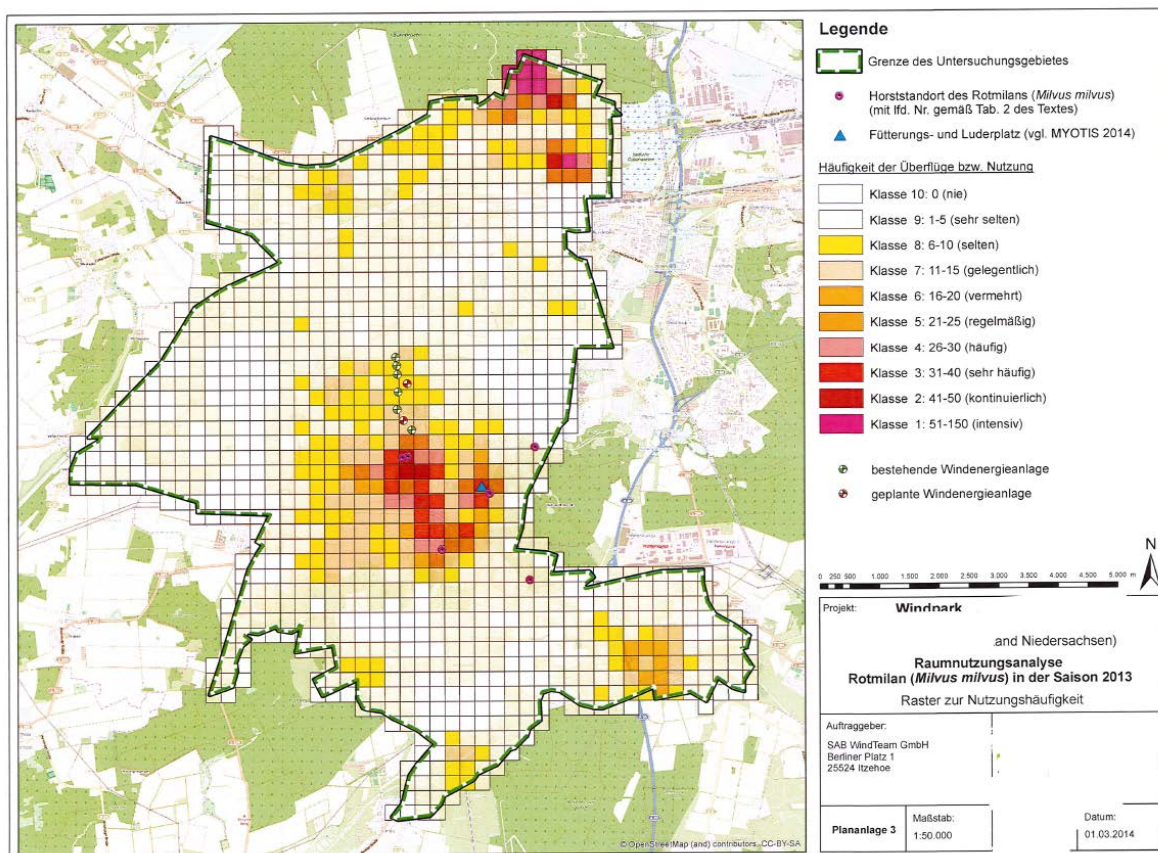 Legende
Grenze des Untersuchungsgebietes
Horststandort des Rotmilans (Milvus milvus)
(mit lfd. Nr. gemäß Tab. 2 des Textes)
Fütterungs- und Luderplatz (vgl. MYOTIS 2014)
Häufigkeit der Überflüge bzw. Nutzung
Klasse 10: 0 (nie)
Klasse 9: 1-5 (sehr selten)
Klasse 8: 6-10 (selten)
Klasse 7: 11-15 (gelegentlich)
Klasse 6: 16-20 (vermehrt)
Klasse 5: 21-25 (regelmäßig)
Klasse 4: 26-30 (häufig)
Klasse 3: 31-40 (sehr häufig)
Klasse 2: 41-50 (kontinuierlich)
Klasse 1: 51-150 (intensiv)
bestehende Windenergieanlage
geplante Windenergieanlage
N
0 250 500 1.000 1.500 2.000 2.500 3.000 3.500 4.000 4.500 5.000 m
Projekt: Windpark
and Niedersachsen)
Raumnutzungsanalyse
Rotmilan (Milvus milvus) in der Saison 2013
Raster zur Nutzungshäufigkeit
Auftraggeber:
SAB WindTeam GmbH
Berliner Platz 1
25524 Itzehoe
Plananlage 3
Maßstab:
1:50.000
Datum:
01.03.2014
© OpenStreetMap (and) contributors, CC-BY-SA